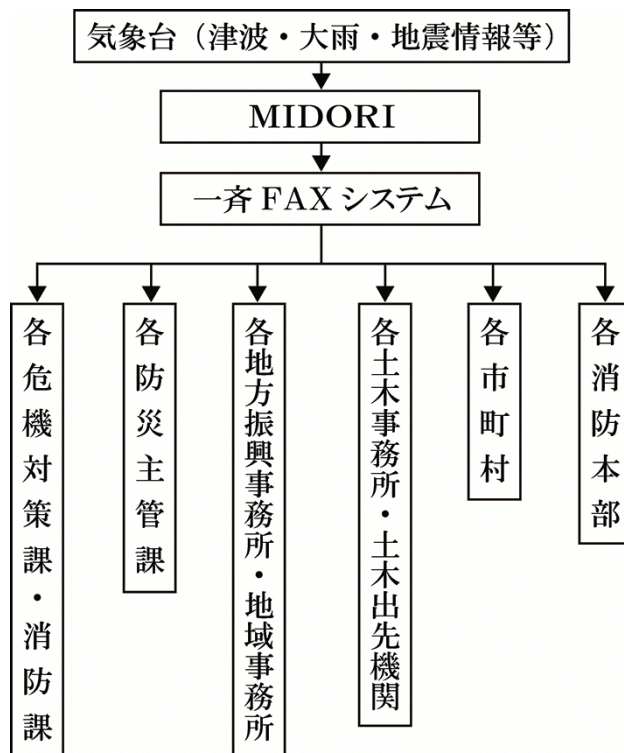 気象台（津波・大雨・地震情報等）
MIDORI
一斉 FAX システム
各危機対策課・消防課
各防災主管課
各地方振興事務所・地域事務所
各土木事務所・土木出先機関
各市町村
各消防本部